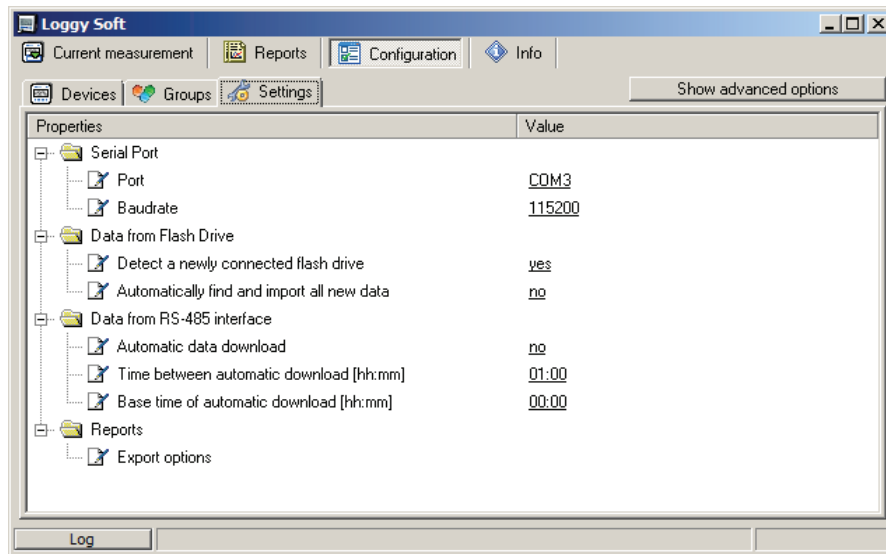 Loggy Soft
Current measurement Reports Configuration Info
Devices Groups Settings Show advanced options
Properties Value
Serial Port
Port COM3
Baudrate 115200
Data from Flash Drive
Detect a newly connected flash drive yes
Automatically find and import all new data no
Data from RS-485 interface
Automatic data download no
Time between automatic download [hh:mm] 01:00
Base time of automatic download [hh:mm] 00:00
Reports
Export options
Log